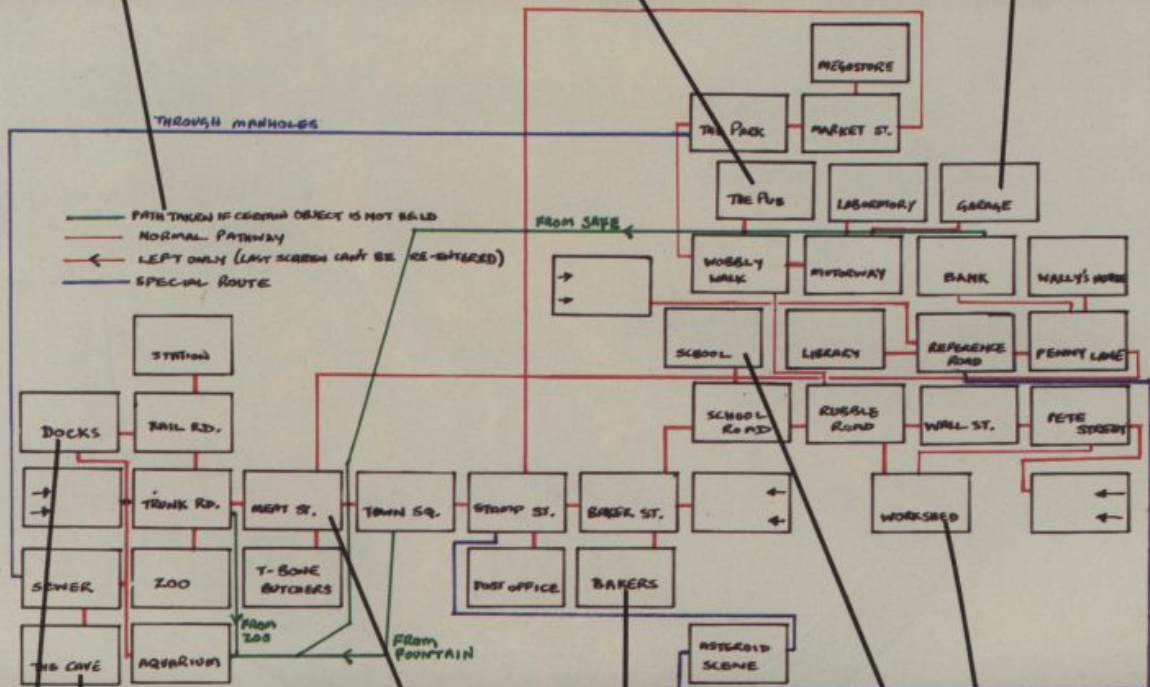 MEGASTORE
THROUGH MANHOLES
THE PARK
MARKET ST.
THE PUB
LABORATORY
GARAGE
PATH TAKEN IF CERTAIN OBJECT IS NOT HELD
NORMAL PATHWAY
LEFT ONLY (LAST SCREEN CAN'T BE RE-ENTERED)
SPECIAL ROUTE
FROM SAFE
WOBBLY
WALK
MOTORWAY
BANK
WALLY'S HOUSE
STATION
SCHOOL
LIBRARY
REFERENCE
ROAD
PENNY LANE
DOCKS
RAIL RD.
SCHOOL
ROAD
RUBBLE
ROAD
WALL ST.
PETE
STREET
TRUNK RD.
MEAT ST.
TOWN SQ.
STAMP ST.
BAKER ST.
WORKSHED
SEWER
ZOO
T-BONE
BUTCHERS
POST OFFICE
BAKERS
FROM
ZOO
FROM
FOUNTAIN
THE CAVE
AQUARIUM
ASTEROID
SCENE